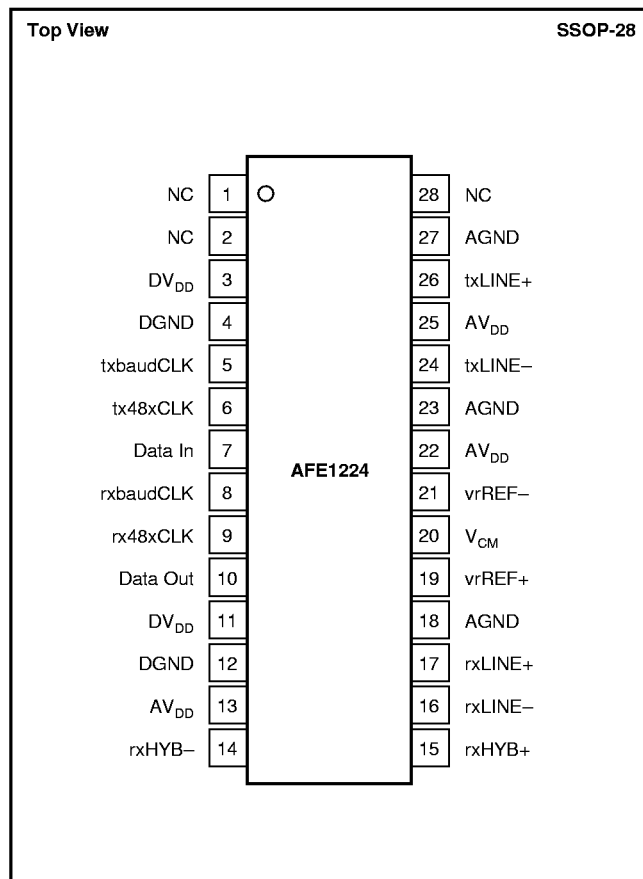 Top View SSOP-28
NC 1 28 NC
NC 2 27 AGND
DVDD 3 26 txLINE+
DGND 4 25 AVDD
txbaudCLK 5 24 txLINE–
tx48xCLK 6 23 AGND
Data In 7 22 AVDD
AFE1224
rxbaudCLK 8 21 vrREF–
rx48xCLK 9 20 VCM
Data Out 10 19 vrREF+
DVDD 11 18 AGND
DGND 12 17 rxLINE+
AVDD 13 16 rxLINE–
rxHYB– 14 15 rxHYB+